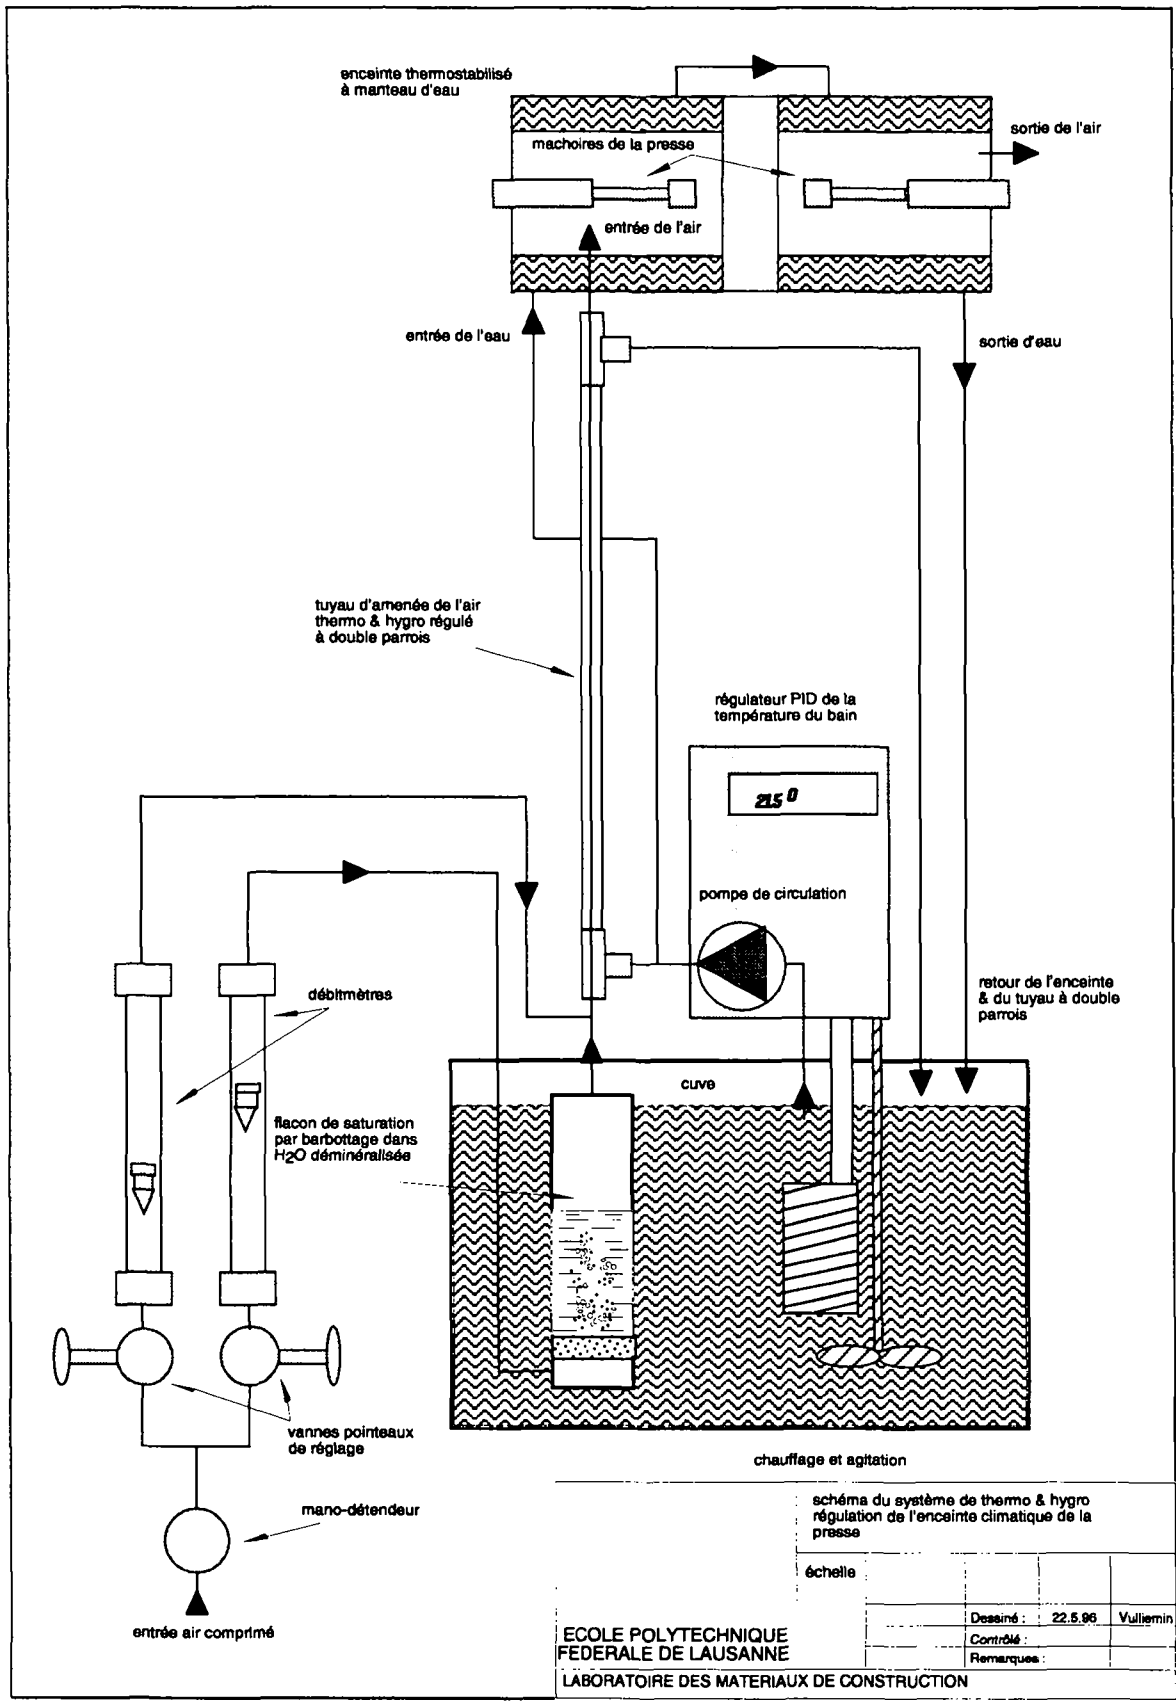 enceinte thermostabilisé
à manteau d'eau
sortie de l'air
machoires de la presse
entrée de l'air
entrée de l'eau
sortie d'eau
tuyau d'amenée de l'air
thermo & hygro régulé
à double parrois
régulateur PID de la
température du bain
21.5 0
pompe de circulation
débitmètres
retour de l'enceinte
& du tuyau à double
parrois
cuve
flacon de saturation
par barbottage dans
H2O déminéralisée
vannes pointeaux
de réglage
chauffage et agitation
mano-détendeur
schéma du système de thermo & hygro
régulation de l'enceinte climatique de la
presse
échelle
entrée air comprimé
Dessiné : 22.5.96 Vulliemin
Contrôlé :
Remarques :
ECOLE POLYTECHNIQUE
FEDERALE DE LAUSANNE
LABORATOIRE DES MATERIAUX DE CONSTRUCTION